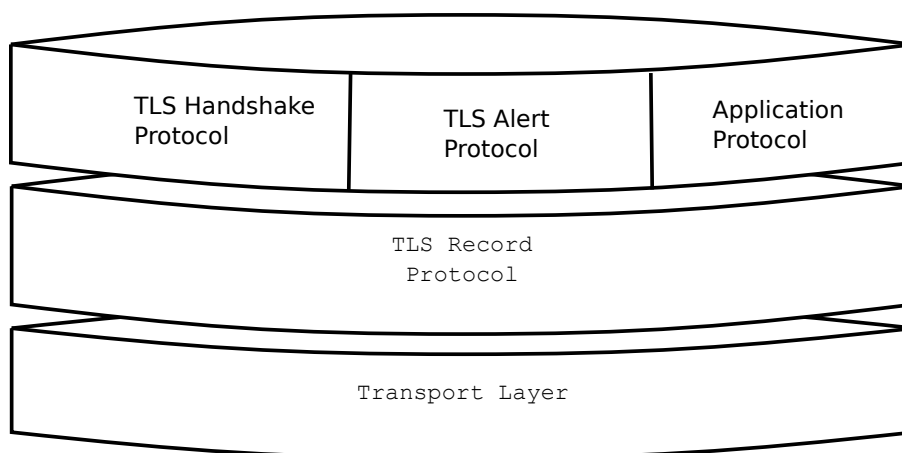 TLS Handshake
Protocol
TLS Alert
Protocol
Application
Protocol
TLS Record
Protocol
Transport Layer